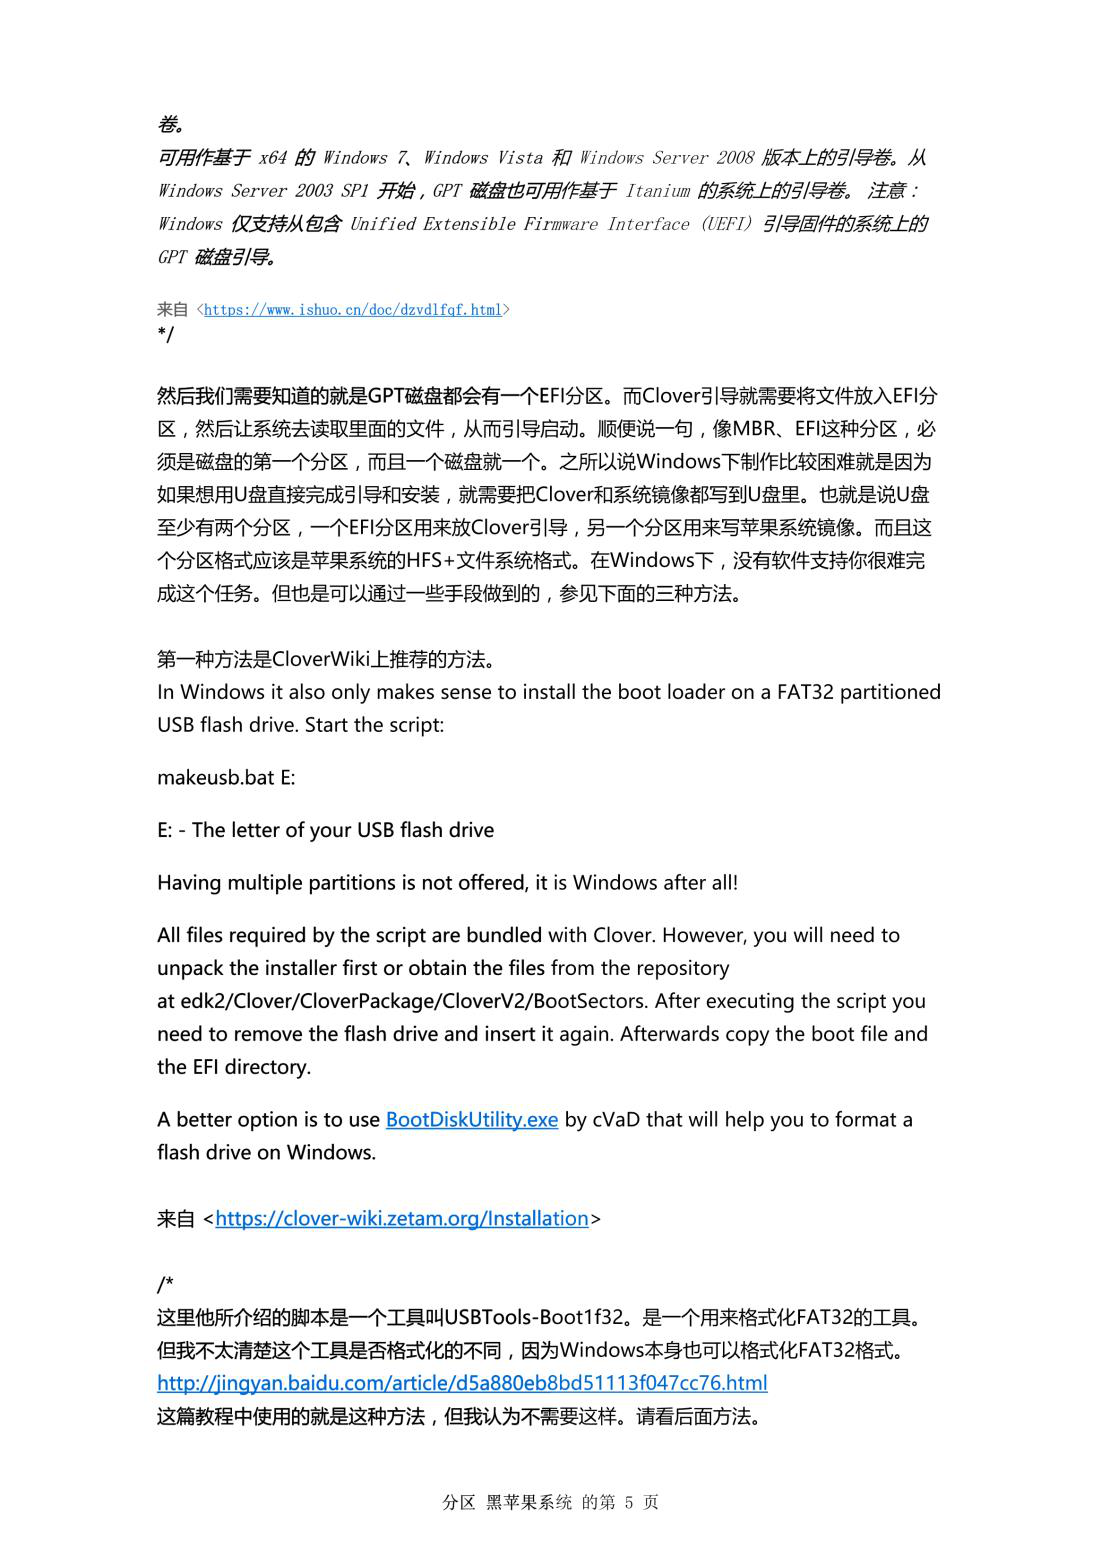 卷。
可用作基于 x64 的 Windows 7、Windows Vista 和 Windows Server 2008 版本上的引导卷。从
Windows Server 2003 SP1 开始，GPT 磁盘也可用作基于 Itanium 的系统上的引导卷。 注意：
Windows 仅支持从包含 Unified Extensible Firmware Interface (UEFI) 引导固件的系统上的
GPT 磁盘引导。
来自 <https://www.ishuo.cn/doc/dzvdlfqf.html>
*/
然后我们需要知道的就是GPT磁盘都会有一个EFI分区。而Clover引导就需要将文件放入EFI分
区，然后让系统去读取里面的文件，从而引导启动。顺便说一句，像MBR、EFI这种分区，必
须是磁盘的第一个分区，而且一个磁盘就一个。之所以说Windows下制作比较困难就是因为
如果想用U盘直接完成引导和安装，就需要把Clover和系统镜像都写到U盘里。也就是说U盘
至少有两个分区，一个EFI分区用来放Clover引导，另一个分区用来写苹果系统镜像。而且这
个分区格式应该是苹果系统的HFS+文件系统格式。在Windows下，没有软件支持你很难完
成这个任务。但也是可以通过一些手段做到的，参见下面的三种方法。
第一种方法是CloverWiki上推荐的方法。
In Windows it also only makes sense to install the boot loader on a FAT32 partitioned
USB flash drive. Start the script:
makeusb.bat E:
E: - The letter of your USB flash drive
Having multiple partitions is not offered, it is Windows after all!
All files required by the script are bundled with Clover. However, you will need to
unpack the installer first or obtain the files from the repository
at edk2/Clover/CloverPackage/CloverV2/BootSectors. After executing the script you
need to remove the flash drive and insert it again. Afterwards copy the boot file and
the EFI directory.
A better option is to use BootDiskUtility.exe by cVaD that will help you to format a
flash drive on Windows.
来自 <https://clover-wiki.zetam.org/Installation>
/*
这里他所介绍的脚本是一个工具叫USBTools-Boot1f32。是一个用来格式化FAT32的工具。
但我不太清楚这个工具是否格式化的不同，因为Windows本身也可以格式化FAT32格式。
http://jingyan.baidu.com/article/d5a880eb8bd51113f047cc76.html
这篇教程中使用的就是这种方法，但我认为不需要这样。请看后面方法。
分区 黑苹果系统 的第 5 页